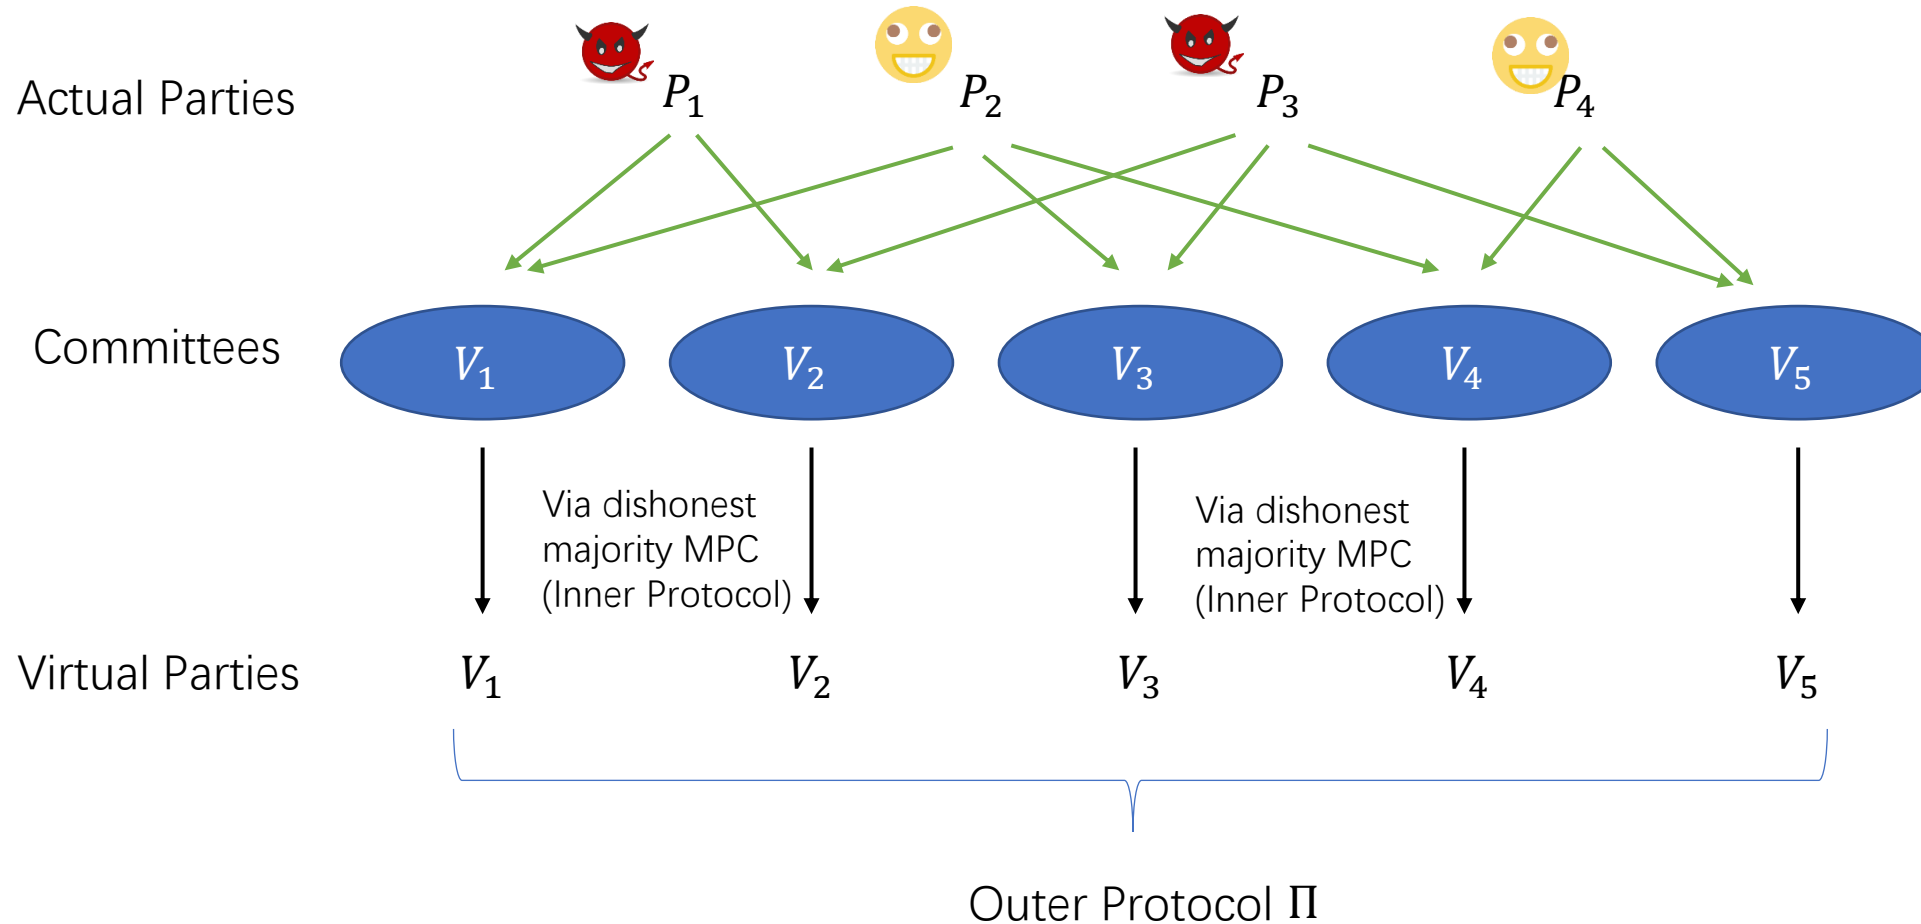 Actual Parties
P₁ P₂ P₃ P₄
Committees
V₁ V₂ V₃ V₄ V₅
Via dishonest
majority MPC
(Inner Protocol)
Via dishonest
majority MPC
(Inner Protocol)
Virtual Parties
V₁ V₂ V₃ V₄ V₅
Outer Protocol Π